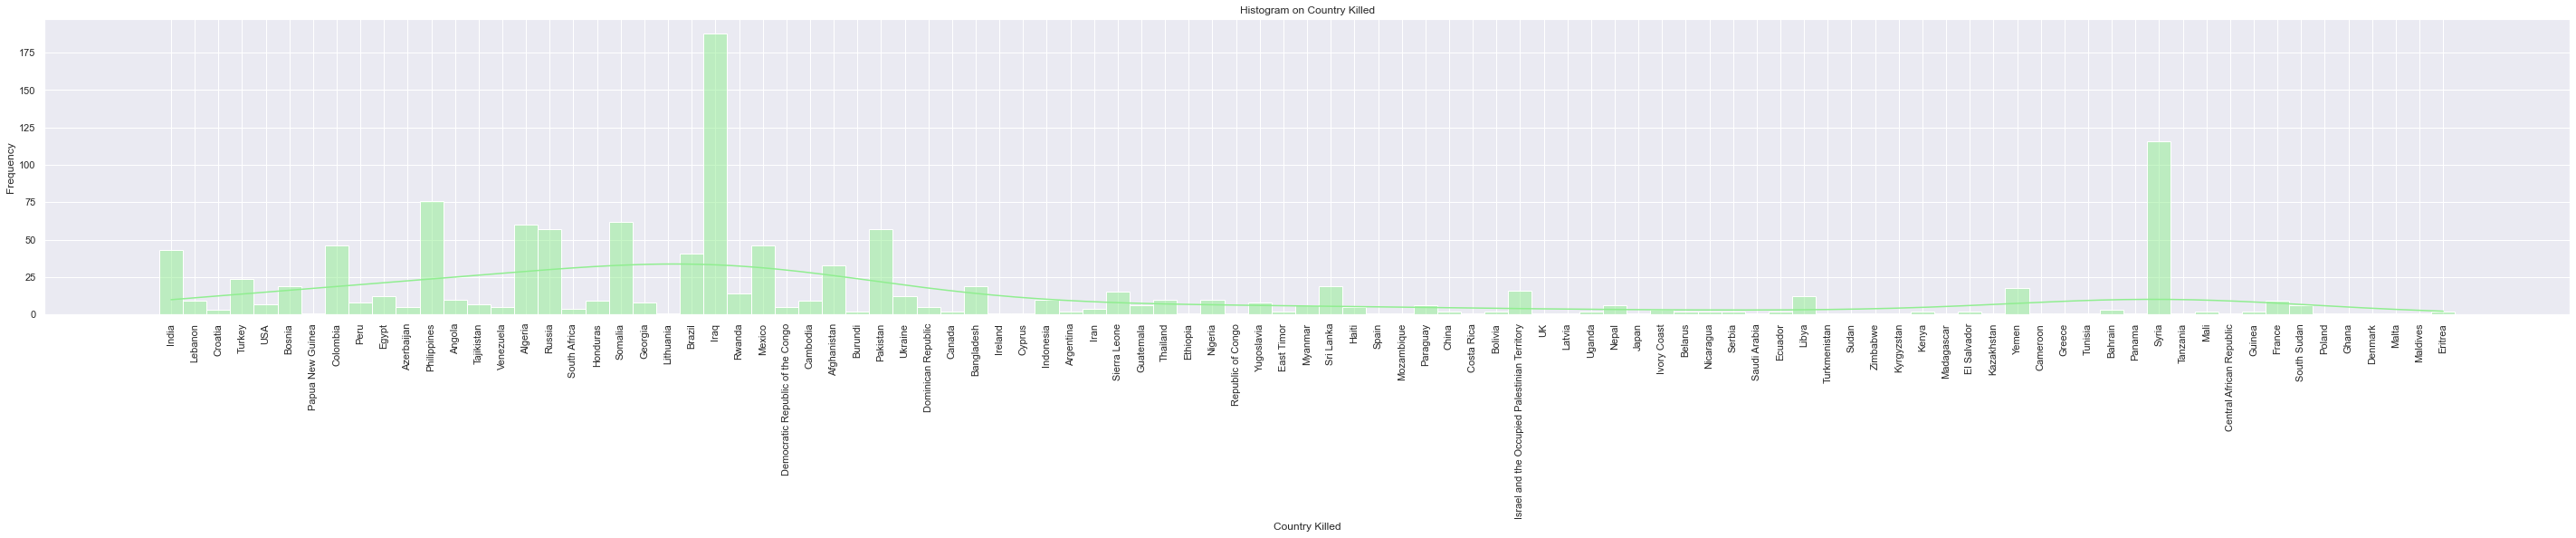 Histogram on Country Killed
Frequency
175
150
125
100
75
50
25
0
India
Lebanon
Croatia
Turkey
USA
Bosnia
Papua New Guinea
Colombia
Peru
Egypt
Azerbaijan
Philippines
Angola
Tajikistan
Venezuela
Algeria
Russia
South Africa
Honduras
Somalia
Georgia
Lithuania
Brazil
Iraq
Rwanda
Mexico
Democratic Republic of the Congo
Cambodia
Afghanistan
Burundi
Pakistan
Ukraine
Dominican Republic
Canada
Bangladesh
Ireland
Cyprus
Indonesia
Argentina
Iran
Sierra Leone
Guatemala
Thailand
Ethiopia
Nigeria
Republic of Congo
Yugoslavia
East Timor
Myanmar
Sri Lanka
Haiti
Spain
Mozambique
Paraguay
China
Costa Rica
Bolivia
Israel and the Occupied Palestinian Territory
UK
Latvia
Uganda
Nepal
Japan
Ivory Coast
Belarus
Nicaragua
Serbia
Saudi Arabia
Ecuador
Libya
Turkmenistan
Sudan
Zimbabwe
Kyrgyzstan
Kenya
Madagascar
El Salvador
Kazakhstan
Yemen
Cameroon
Greece
Tunisia
Bahrain
Panama
Syria
Tanzania
Mali
Central African Republic
Guinea
France
South Sudan
Poland
Ghana
Denmark
Malta
Maldives
Eritrea
Country Killed